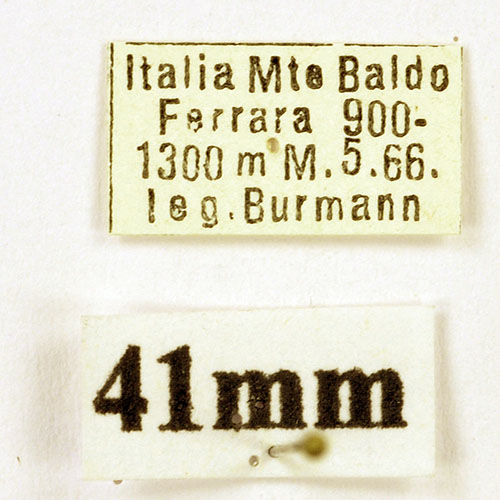 Italia Mte Baldo
Ferrara 900-
1300 m M. 5. 66.
leg. Burmann
41mm